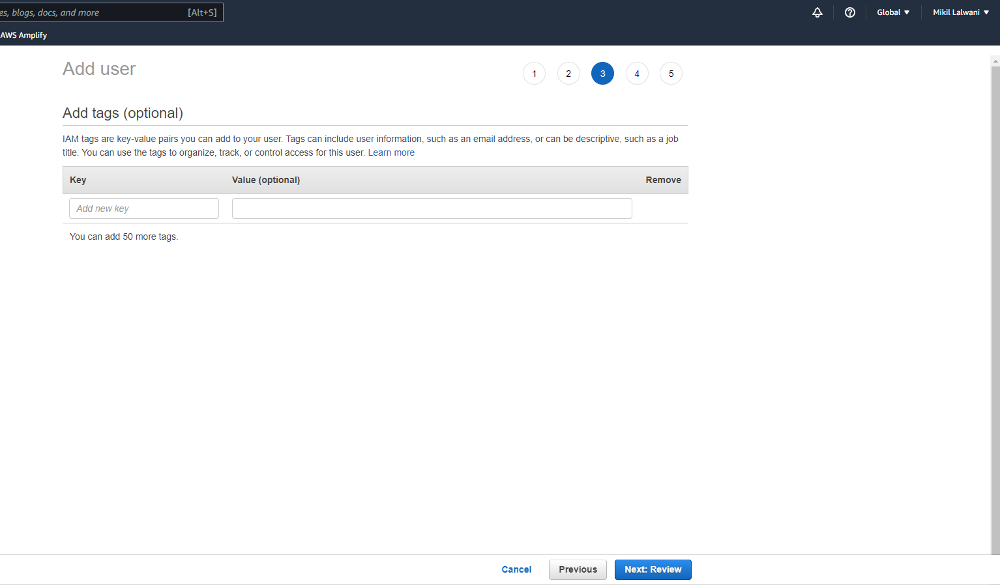 es, blogs, docs, and more [Alt+S] Global Mikil Lalwani
AWS Amplify
Add user 1 2 3 4 5
Add tags (optional)
IAM tags are key-value pairs you can add to your user. Tags can include user information, such as an email address, or can be descriptive, such as a job
title. You can use the tags to organize, track, or control access for this user. Learn more
Key Value (optional) Remove
Add new key
You can add 50 more tags.
Cancel Previous Next: Review